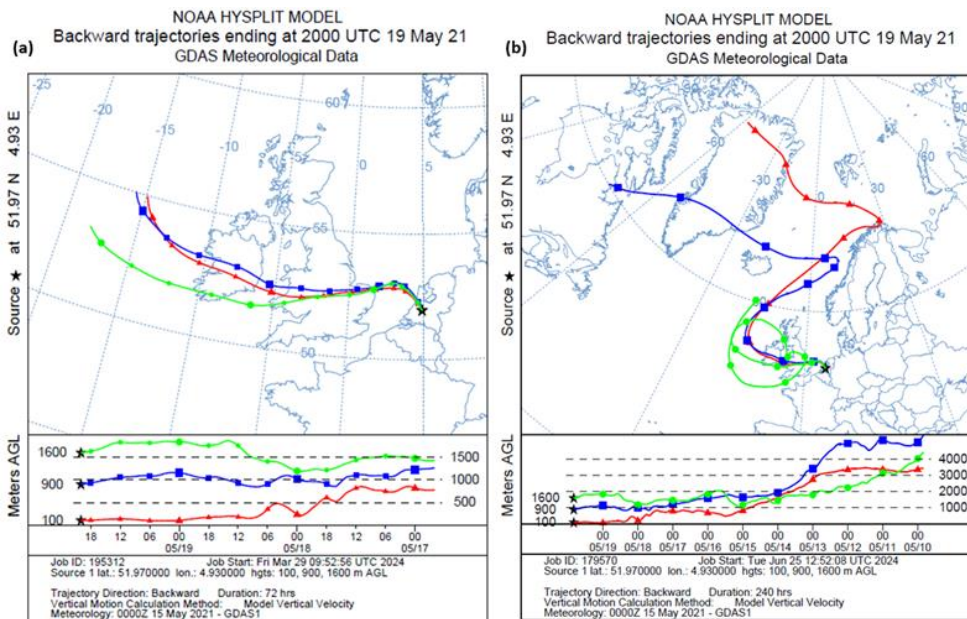 (a)
NOAA HYSPLIT MODEL
Backward trajectories ending at 2000 UTC 19 May 21
GDAS Meteorological Data
Source ★ at 51.97 N 4.93 E
-25
-20
-15
-10
60
0
5
55
50
Meters AGL
1600
900
100
1500
1000
500
18 12 06 00 18 12 06 00 18 12 06 00
05/19 05/18 05/17
Job ID: 195312 Job Start: Fri Mar 29 09:52:56 UTC 2024
Source 1 lat.: 51.970000 lon.: 4.930000 hgts: 100, 900, 1600 m AGL
Trajectory Direction: Backward Duration: 72 hrs
Vertical Motion Calculation Method: Model Vertical Velocity
Meteorology: 0000Z 15 May 2021 - GDAS1
(b)
NOAA HYSPLIT MODEL
Backward trajectories ending at 2000 UTC 19 May 21
GDAS Meteorological Data
Source ★ at 51.97 N 4.93 E
-60
-30
0
30
60
90
Meters AGL
1600
900
100
4000
3000
2000
1000
00 00 00 00 00 00 00 00 00 00
05/19 05/18 05/17 05/16 05/15 05/14 05/13 05/12 05/11 05/10
Job ID: 179570 Job Start: Tue Jun 25 12:52:08 UTC 2024
Source 1 lat.: 51.970000 lon.: 4.930000 hgts: 100, 900, 1600 m AGL
Trajectory Direction: Backward Duration: 240 hrs
Vertical Motion Calculation Method: Model Vertical Velocity
Meteorology: 0000Z 15 May 2021 - GDAS1